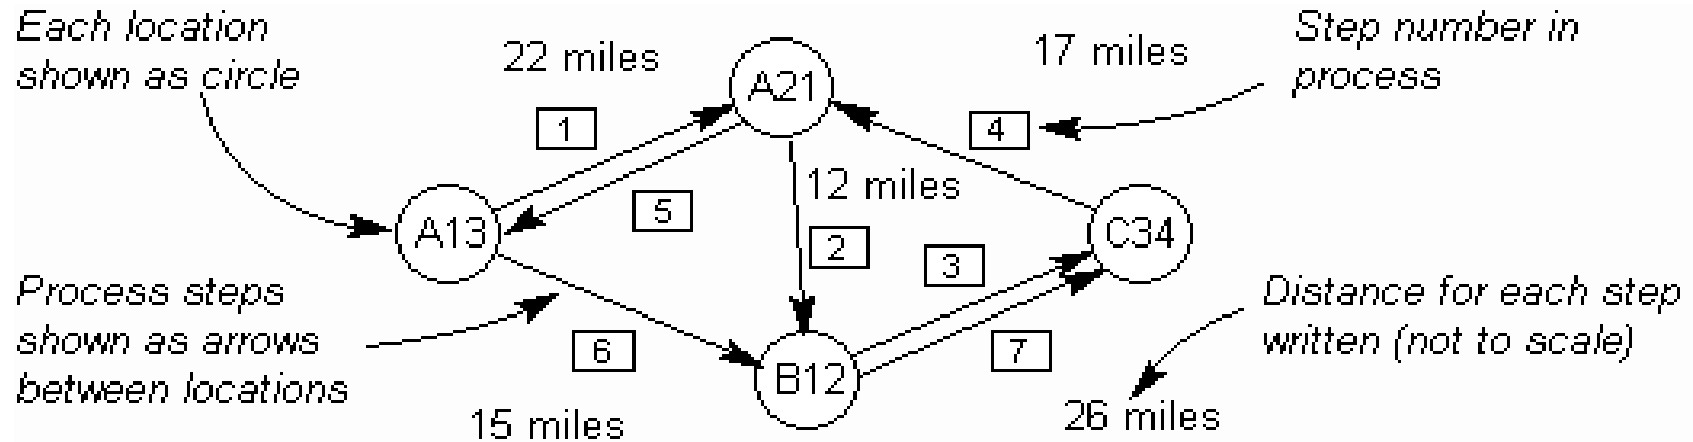 Each location
shown as circle
22 miles
A21
17 miles
Step number in
process
1
4
5
12 miles
A13
2
3
C34
Process steps
shown as arrows
between locations
6
B12
7
Distance for each step
written (not to scale)
15 miles
26 miles